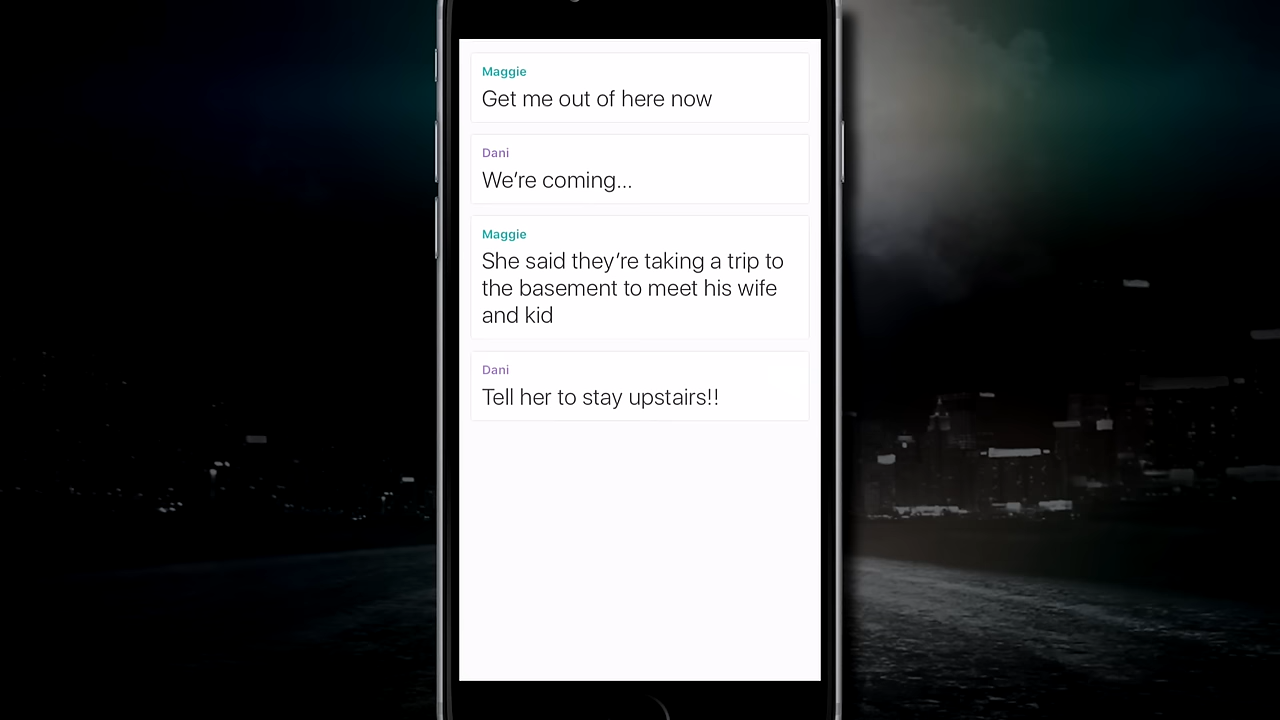 Maggie
Get me out of here now
Dani
We’re coming...
Maggie
She said they’re taking a trip to
the basement to meet his wife
and kid
Dani
Tell her to stay upstairs!!